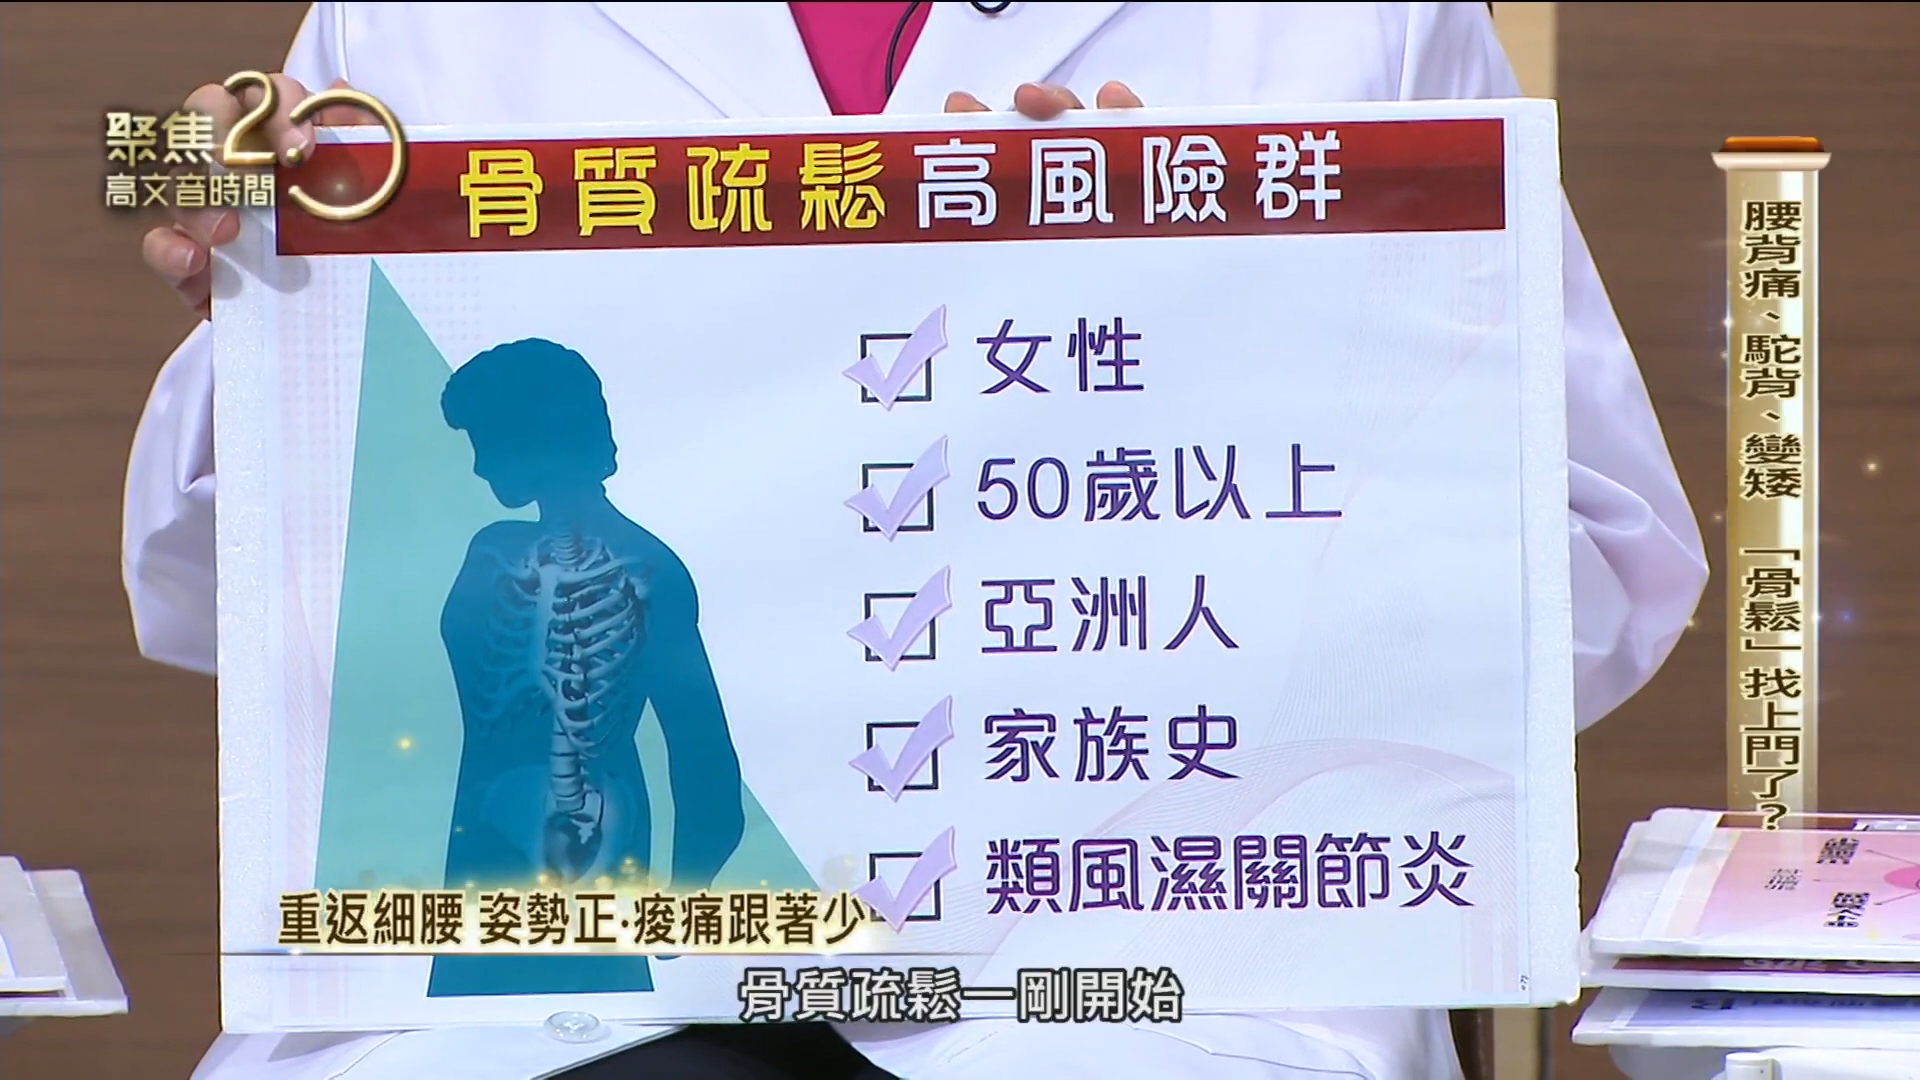 聚焦2.0
高文音時間
骨質疏鬆高風險群
女性
50歲以上
亞洲人
家族史
類風濕關節炎
腰背痛、駝背、變矮「骨鬆」找上門了?
重返細腰 姿勢正·痠痛跟著少
骨質疏鬆一剛開始